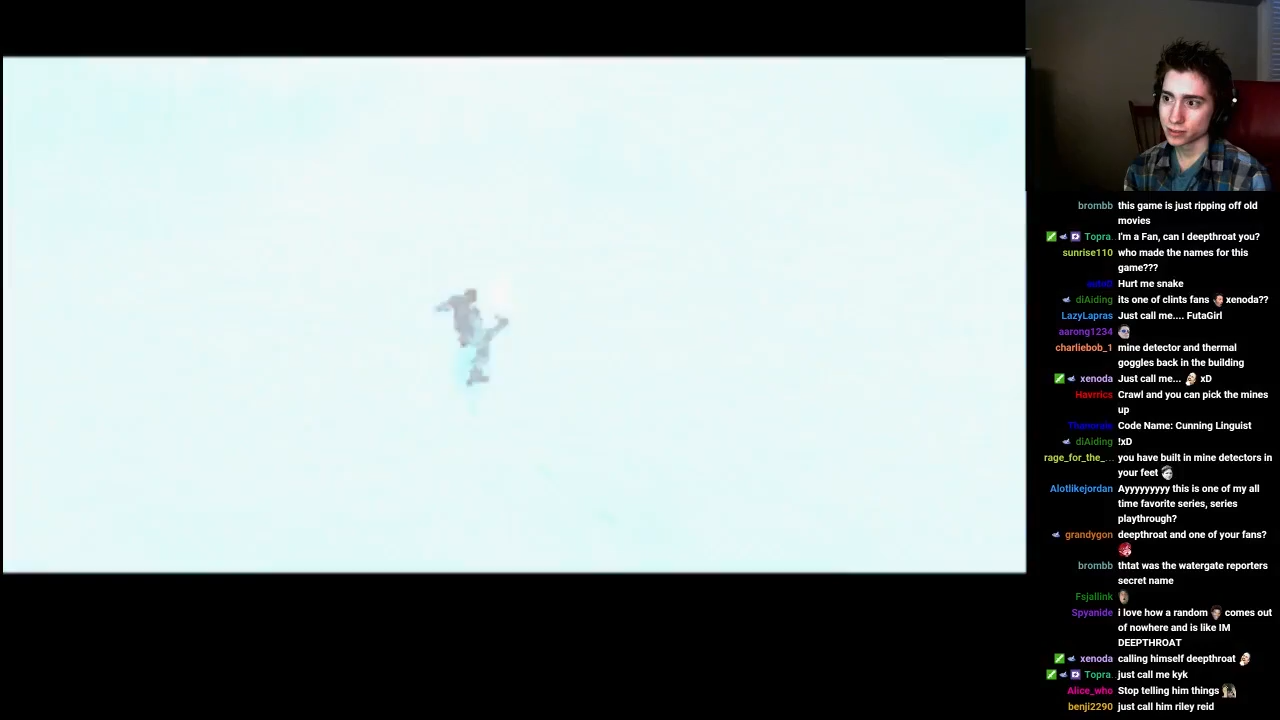 brombb this game is just ripping off old
movies
Topra. I'm a Fan, can I deepthroat you?
sunrise110 who made the names for this
game???
Hurt me snake
diAiding its one of clints fans xenoda??
LazyLapras Just call me.... FutaGirl
aarong1234
charliebob_1 mine detector and thermal
goggles back in the building
xenoda Just call me... xD
Havrrics Crawl and you can pick the mines
up
Code Name: Cunning Linguist
diAiding !xD
rage_for_the_... you have built in mine detectors in
your feet
Alotlikejordan Ayyyyyyyyy this is one of my all
time favorite series, series
playthrough?
grandygon deepthroat and one of your fans?
brombb thtat was the watergate reporters
secret name
Fsjallink
Spyanide i love how a random comes out
of nowhere and is like IM
DEEPTHROAT
xenoda calling himself deepthroat
Topra. just call me kyk
Alice_who Stop telling him things
benji2290 just call him riley reid